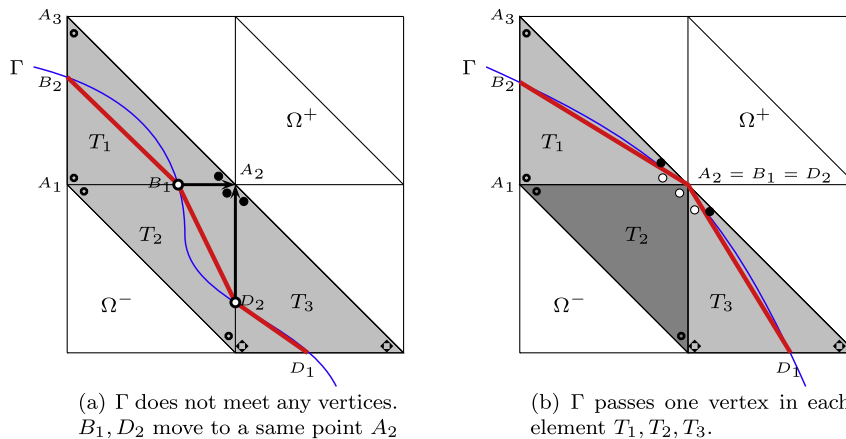 A₃
Γ
B₂
Ω⁺
T₁
A₁
B₁
A₂
T₂
Ω⁻
D₂
T₃
D₁
(a) Γ does not meet any vertices.
B₁, D₂ move to a same point A₂
A₃
Γ
B₂
Ω⁺
T₁
A₁
A₂ = B₁ = D₂
T₂
Ω⁻
T₃
D₁
(b) Γ passes one vertex in each
element T₁, T₂, T₃.